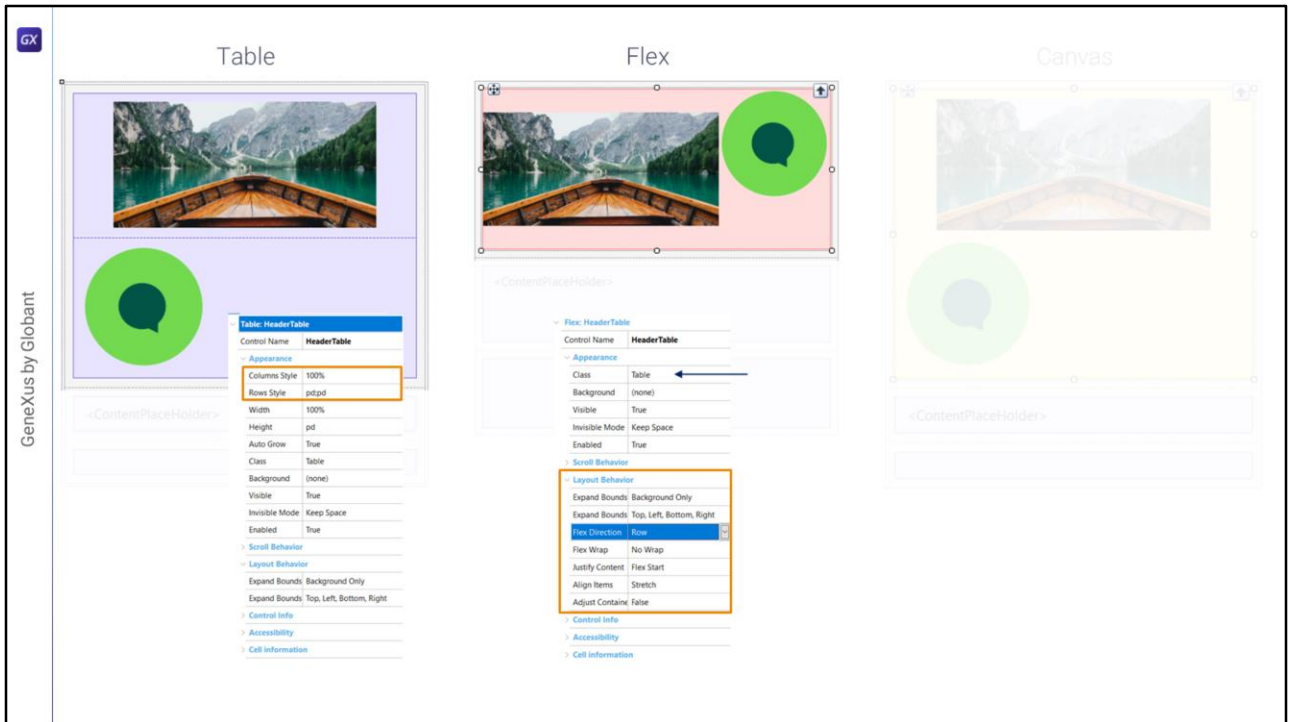 GX
GeneXus by Globant
Table
Flex
Canvas
<ContentPlaceHolder>
<ContentPlaceHolder>
<ContentPlaceHolder>
Table: HeaderTable
Control Name HeaderTable
Appearance
Columns Style 100%
Rows Style pd;pd
Width 100%
Height pd
Auto Grow True
Class Table
Background (none)
Visible True
Invisible Mode Keep Space
Enabled True
Scroll Behavior
Layout Behavior
Expand Bounds Background Only
Expand Bounds Top, Left, Bottom, Right
Control Info
Accessibility
Cell information
Flex: HeaderTable
Control Name HeaderTable
Appearance
Class Table
Background (none)
Visible True
Invisible Mode Keep Space
Enabled True
Scroll Behavior
Layout Behavior
Expand Bounds Background Only
Expand Bounds Top, Left, Bottom, Right
Flex Direction Row
Flex Wrap No Wrap
Justify Content Flex Start
Align Items Stretch
Adjust Containe False
Control Info
Accessibility
Cell information